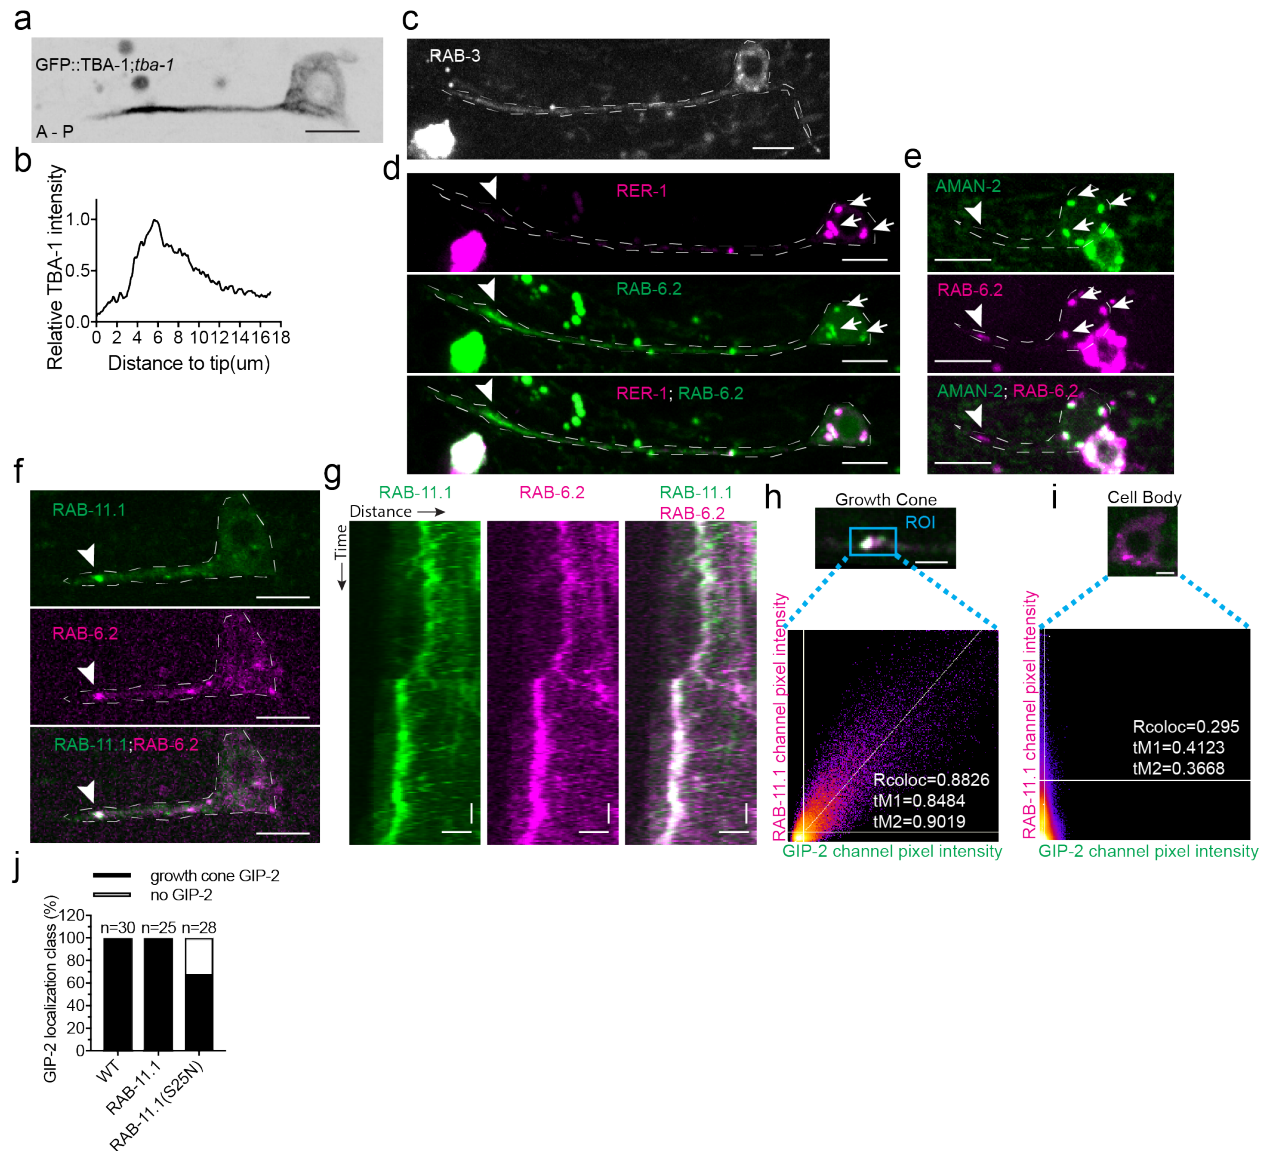 a
GFP::TBA-1;tba-1
A - P
b
Relative TBA-1 intensity
1.0
0.5
0.0
0 2 4 6 8 10 12 14 16 18
Distance to tip(um)
c
RAB-3
d
RER-1
RAB-6.2
RER-1; RAB-6.2
e
AMAN-2
RAB-6.2
AMAN-2; RAB-6.2
f
RAB-11.1
RAB-6.2
RAB-11.1;RAB-6.2
g
RAB-11.1
RAB-6.2
RAB-11.1
RAB-6.2
Distance
Time
h
Growth Cone
ROI
RAB-11.1 channel pixel intensity
Rcoloc=0.8826
tM1=0.8484
tM2=0.9019
GIP-2 channel pixel intensity
i
Cell Body
RAB-11.1 channel pixel intensity
Rcoloc=0.295
tM1=0.4123
tM2=0.3668
GIP-2 channel pixel intensity
j
growth cone GIP-2
no GIP-2
GIP-2 localization class (%)
120
100
80
60
40
20
0
n=30 n=25 n=28
WT
RAB-11.1
RAB-11.1(S25N)